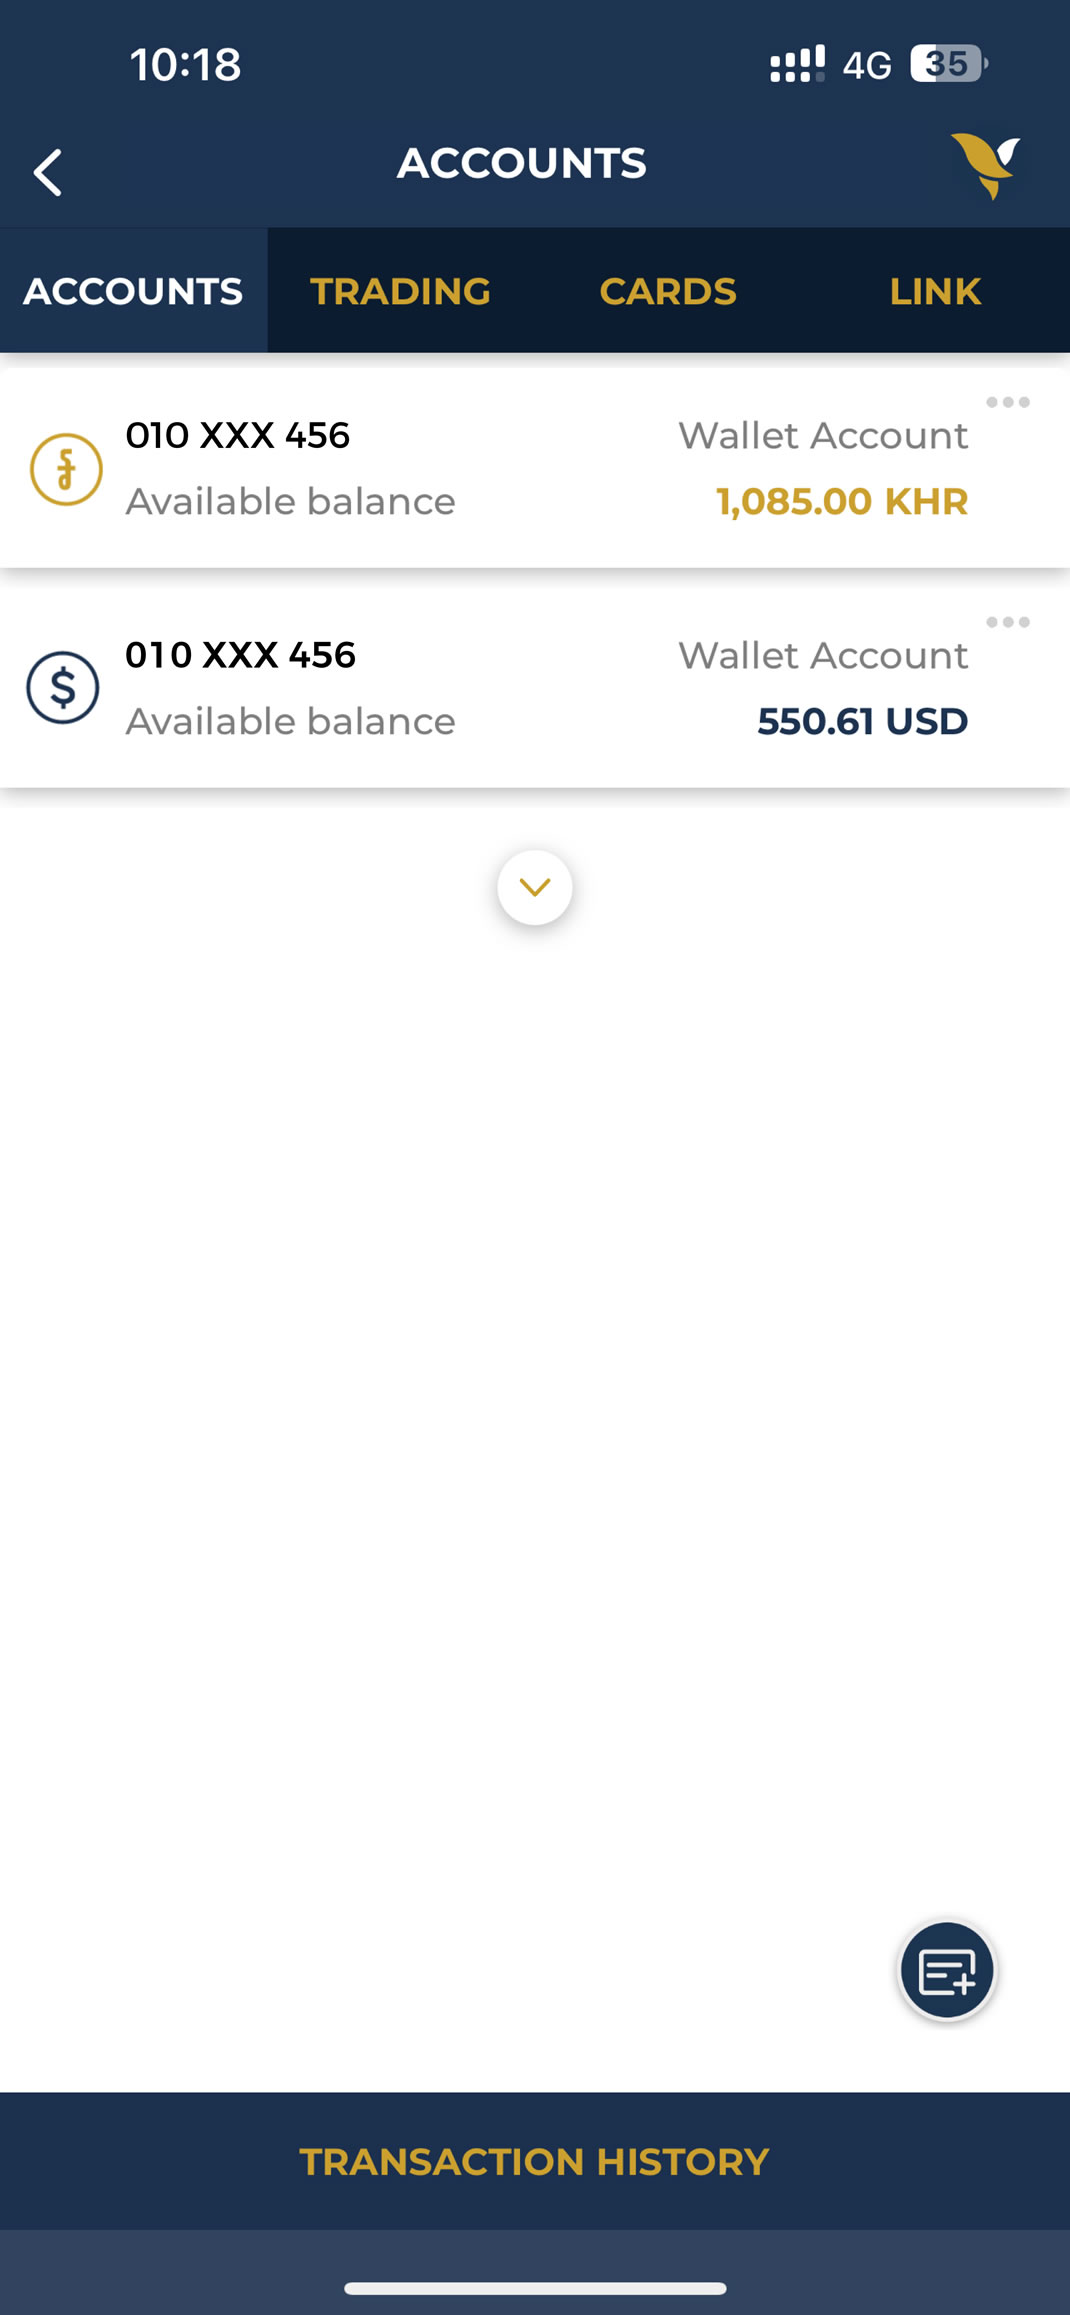 10:18 4G 35
ACCOUNTS
ACCOUNTS TRADING CARDS LINK
010 XXX 456 Wallet Account
Available balance 1,085.00 KHR
010 XXX 456 Wallet Account
$ Available balance 550.61 USD
TRANSACTION HISTORY